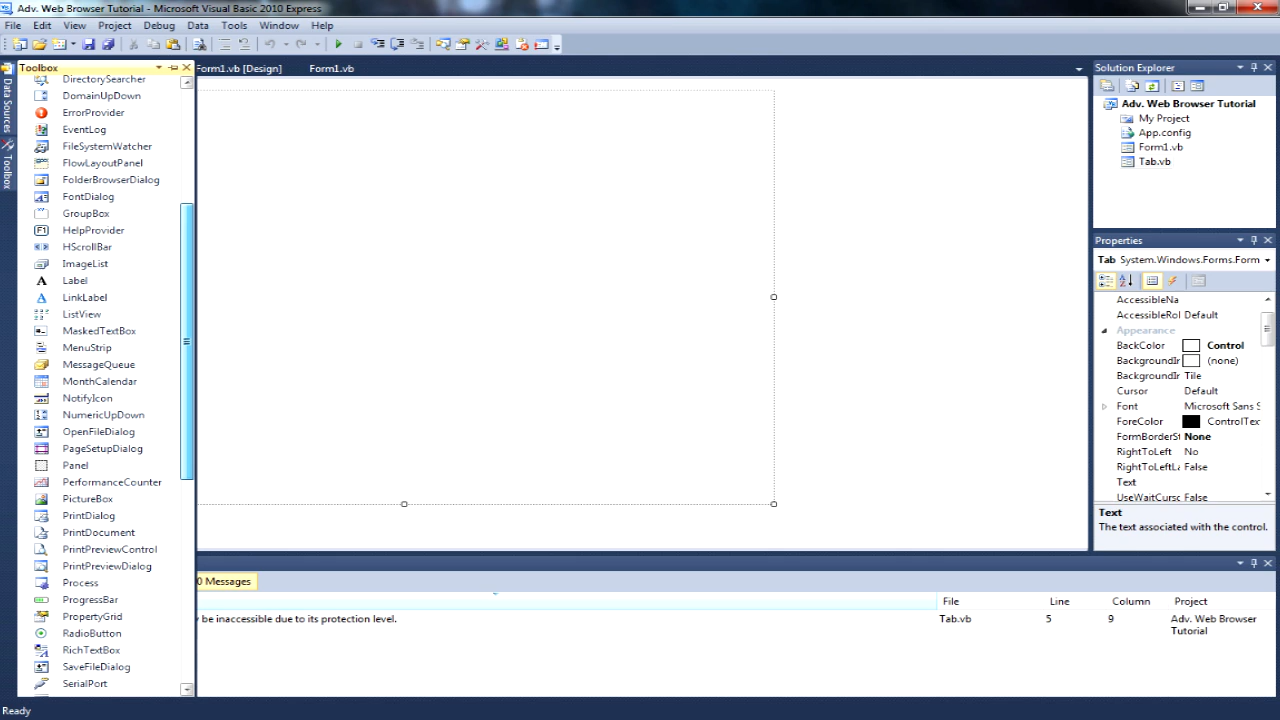 Adv. Web Browser Tutorial - Microsoft Visual Basic 2010 Express
File Edit View Project Debug Data Tools Window Help
Toolbox
Form1.vb [Design] Form1.vb
Data Sources
Toolbox
DirectorySearcher
DomainUpDown
ErrorProvider
EventLog
FileSystemWatcher
FlowLayoutPanel
FolderBrowserDialog
FontDialog
GroupBox
HelpProvider
HScrollBar
ImageList
Label
LinkLabel
ListView
MaskedTextBox
MenuStrip
MessageQueue
MonthCalendar
NotifyIcon
NumericUpDown
OpenFileDialog
PageSetupDialog
Panel
PerformanceCounter
PictureBox
PrintDialog
PrintDocument
PrintPreviewControl
PrintPreviewDialog
Process
ProgressBar
PropertyGrid
RadioButton
RichTextBox
SaveFileDialog
SerialPort
Solution Explorer
Adv. Web Browser Tutorial
My Project
App.config
Form1.vb
Tab.vb
Properties
Tab System.Windows.Forms.Form
AccessibleNa
AccessibleRol Default
Appearance
BackColor Control
BackgroundIr (none)
BackgroundIr Tile
Cursor Default
Font Microsoft Sans S
ForeColor ControlTex
FormBorderSt None
RightToLeft No
RightToLeftLa False
Text
UseWaitCursc False
Text
The text associated with the control.
0 Messages
File Line Column Project
y be inaccessible due to its protection level. Tab.vb 5 9 Adv. Web Browser
Tutorial
Ready